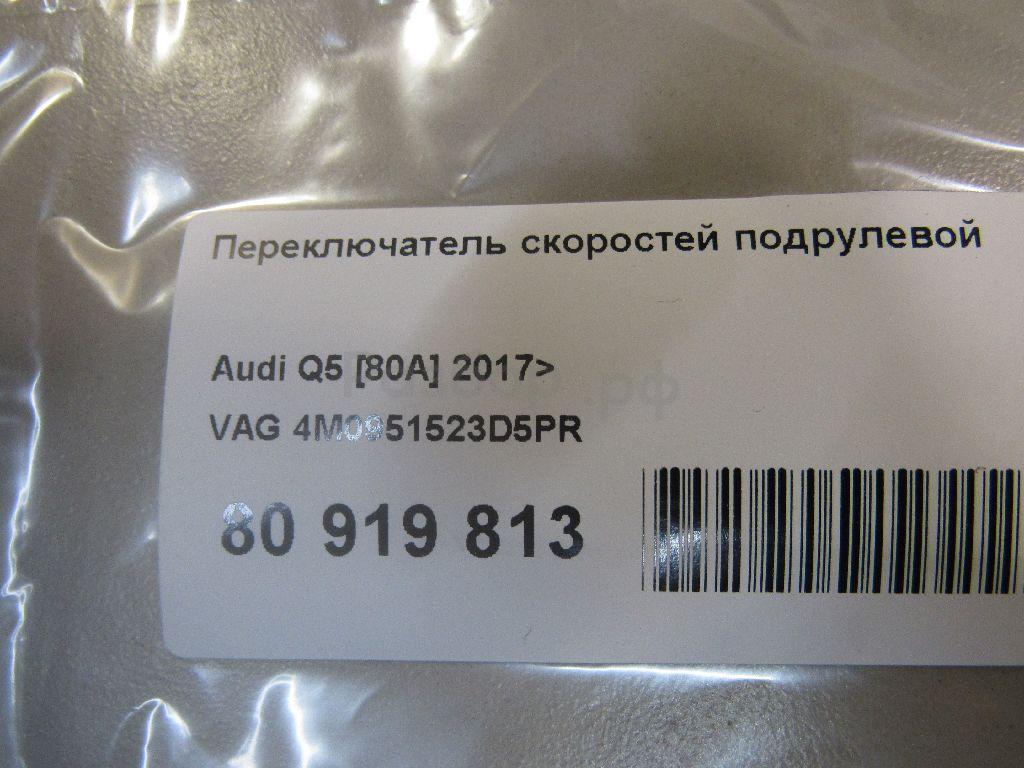 Переключатель скоростей подрулевой
Audi Q5 [80A] 2017>
VAG 4M0951523D5PR
80 919 813